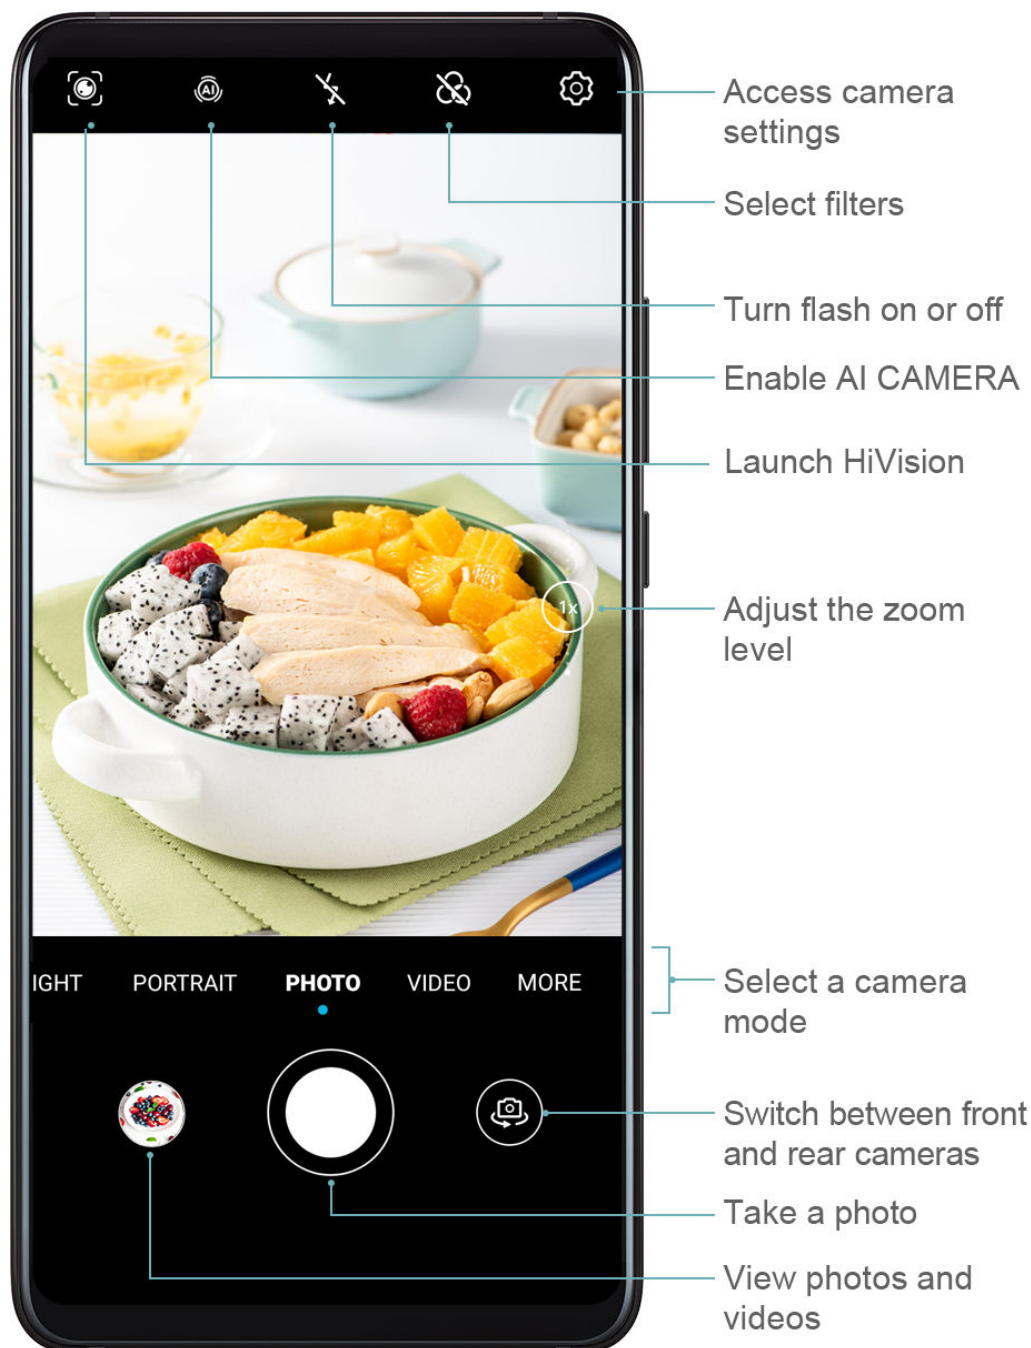 AI
Access camera
settings
Select filters
Turn flash on or off
Enable AI CAMERA
Launch HiVision
1x
Adjust the zoom
level
IGHT PORTRAIT PHOTO VIDEO MORE
Select a camera
mode
Switch between front
and rear cameras
Take a photo
View photos and
videos